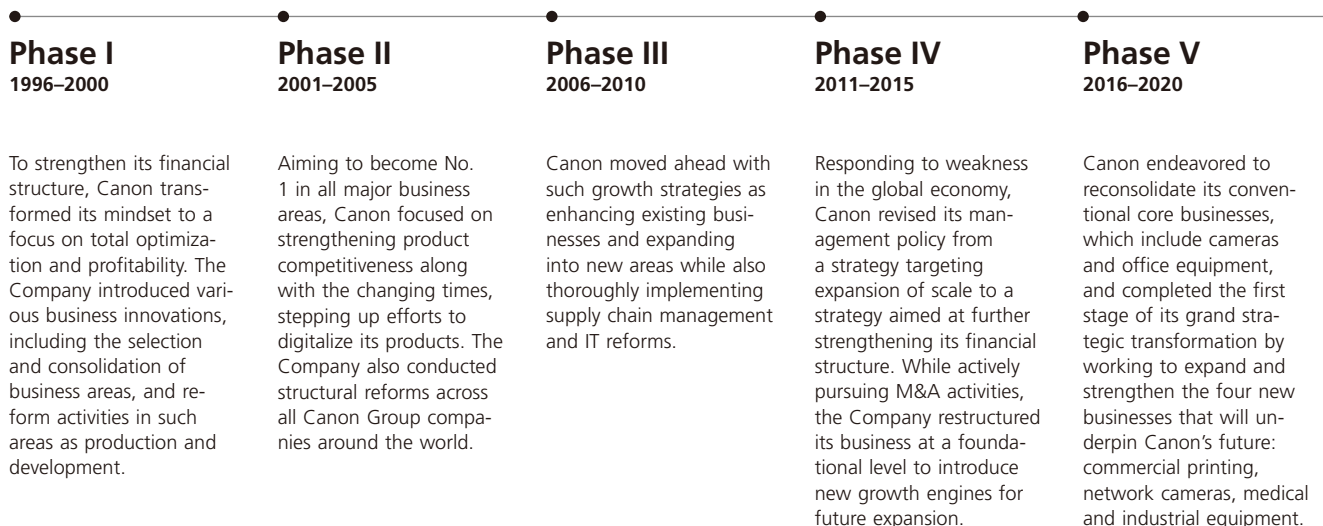 Phase I
1996–2000
To strengthen its financial
structure, Canon trans-
formed its mindset to a
focus on total optimiza-
tion and profitability. The
Company introduced vari-
ous business innovations,
including the selection
and consolidation of
business areas, and re-
form activities in such
areas as production and
development.
Phase II
2001–2005
Aiming to become No.
1 in all major business
areas, Canon focused on
strengthening product
competitiveness along
with the changing times,
stepping up efforts to
digitalize its products. The
Company also conducted
structural reforms across
all Canon Group compa-
nies around the world.
Phase III
2006–2010
Canon moved ahead with
such growth strategies as
enhancing existing busi-
nesses and expanding
into new areas while also
thoroughly implementing
supply chain management
and IT reforms.
Phase IV
2011–2015
Responding to weakness
in the global economy,
Canon revised its man-
agement policy from
a strategy targeting
expansion of scale to a
strategy aimed at further
strengthening its financial
structure. While actively
pursuing M&A activities,
the Company restructured
its business at a founda-
tional level to introduce
new growth engines for
future expansion.
Phase V
2016–2020
Canon endeavored to
reconsolidate its conven-
tional core businesses,
which include cameras
and office equipment,
and completed the first
stage of its grand stra-
tegic transformation by
working to expand and
strengthen the four new
businesses that will un-
derpin Canon’s future:
commercial printing,
network cameras, medical
and industrial equipment.